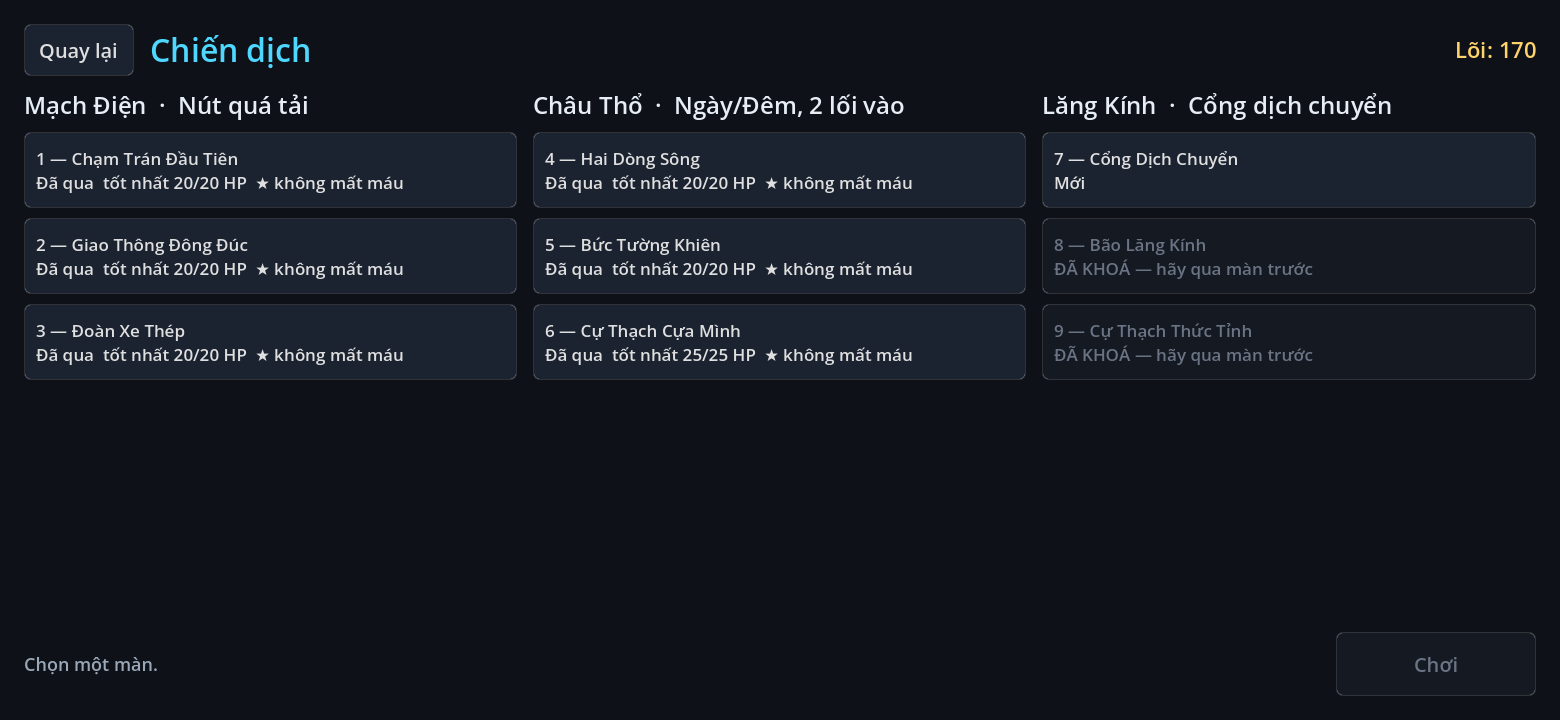 Quay lại
Chiến dịch
Lõi: 170
Mạch Điện · Nút quá tải
1 — Chạm Trán Đầu Tiên
Đã qua tốt nhất 20/20 HP ★ không mất máu
2 — Giao Thông Đông Đúc
Đã qua tốt nhất 20/20 HP ★ không mất máu
3 — Đoàn Xe Thép
Đã qua tốt nhất 20/20 HP ★ không mất máu
Châu Thổ · Ngày/Đêm, 2 lối vào
4 — Hai Dòng Sông
Đã qua tốt nhất 20/20 HP ★ không mất máu
5 — Bức Tường Khiên
Đã qua tốt nhất 20/20 HP ★ không mất máu
6 — Cự Thạch Cựa Mình
Đã qua tốt nhất 25/25 HP ★ không mất máu
Lăng Kính · Cổng dịch chuyển
7 — Cổng Dịch Chuyển
Mới
8 — Bão Lăng Kính
ĐÃ KHOÁ — hãy qua màn trước
9 — Cự Thạch Thức Tỉnh
ĐÃ KHOÁ — hãy qua màn trước
Chọn một màn.
Chơi